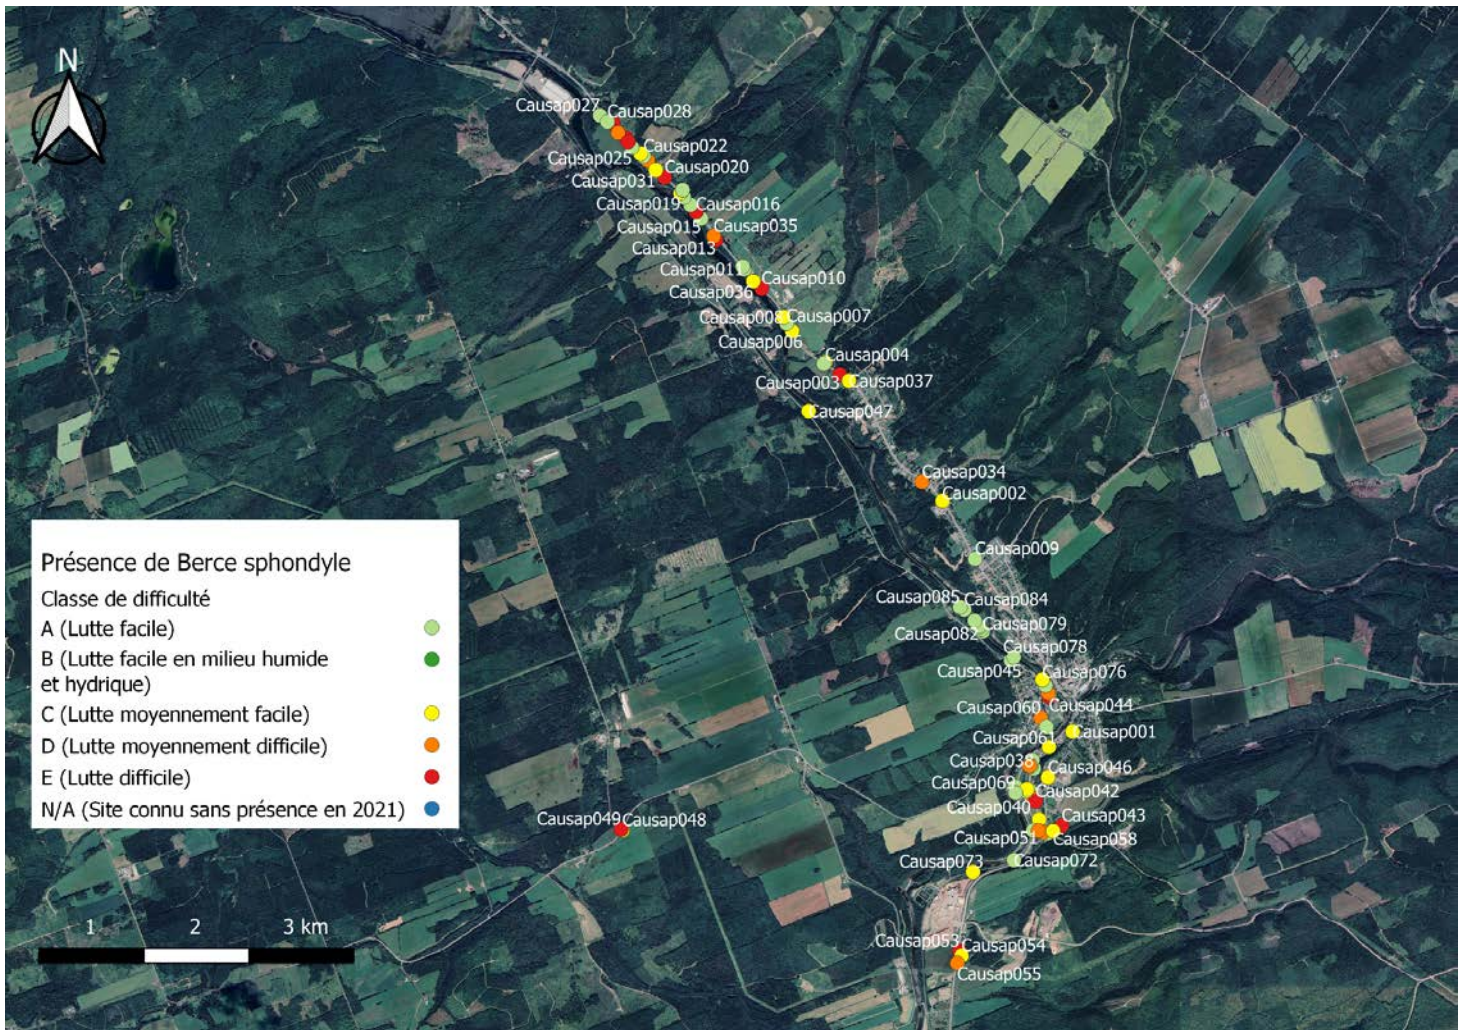 N
Causap027
Causap028
Causap022
Causap025
Causap020
Causap031
Causap019
Causap016
Causap015
Causap035
Causap013
Causap011
Causap010
Causap036
Causap008
Causap007
Causap006
Causap004
Causap003
Causap037
Causap047
Causap034
Causap002
Causap009
Causap085
Causap084
Causap079
Causap082
Causap078
Causap045
Causap076
Causap044
Causap060
Causap001
Causap061
Causap038
Causap046
Causap069
Causap042
Causap040
Causap043
Causap051
Causap058
Causap049
Causap048
Causap073
Causap072
Causap053
Causap054
Causap055
Présence de Berce sphondyle
Classe de difficulté
A (Lutte facile)
B (Lutte facile en milieu humide
et hydrique)
C (Lutte moyennement facile)
D (Lutte moyennement difficile)
E (Lutte difficile)
N/A (Site connu sans présence en 2021)
1 2 3 km